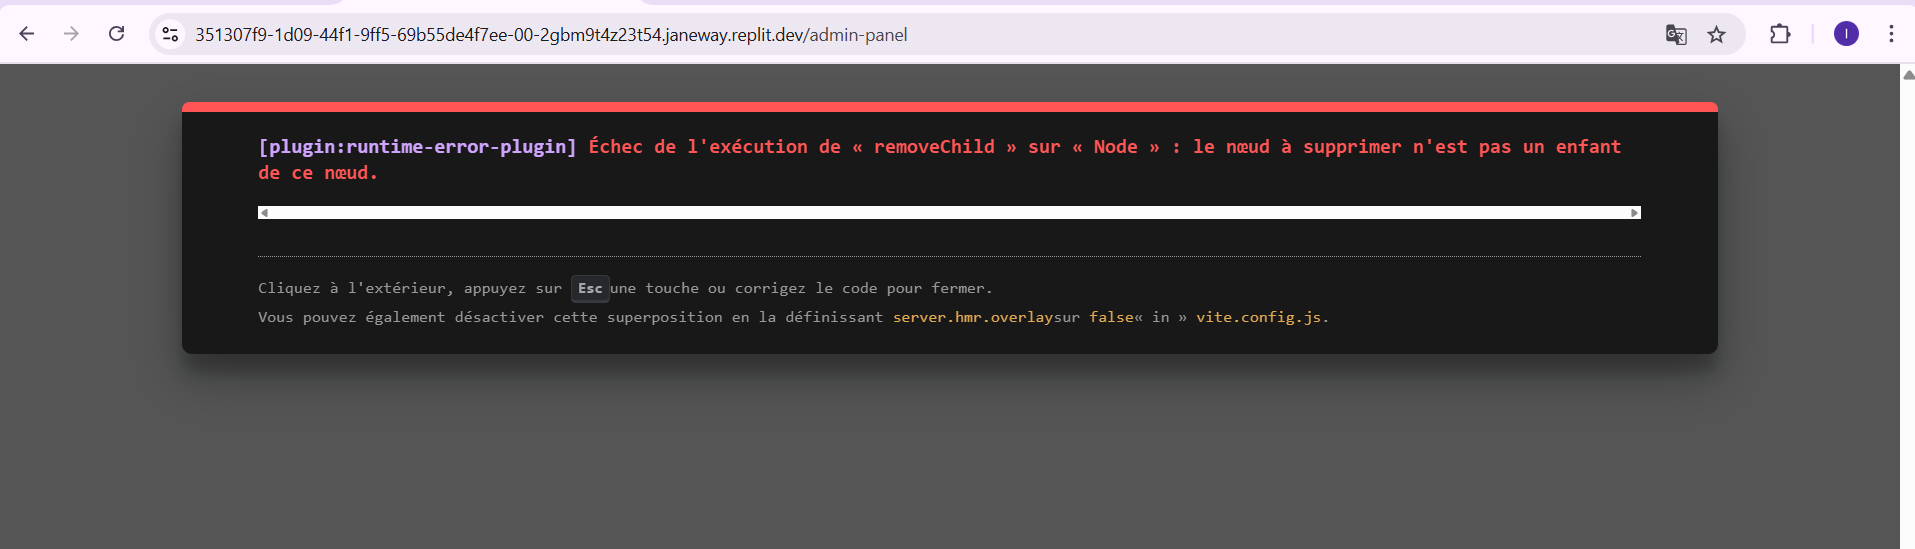 351307f9-1d09-44f1-9ff5-69b55de4f7ee-00-2gbm9t4z23t54.janeway.replit.dev/admin-panel
I
[plugin:runtime-error-plugin] Échec de l'exécution de « removeChild » sur « Node » : le nœud à supprimer n'est pas un enfant
de ce nœud.
Cliquez à l'extérieur, appuyez sur Esc une touche ou corrigez le code pour fermer.
Vous pouvez également désactiver cette superposition en la définissant server.hmr.overlaysur false« in » vite.config.js.